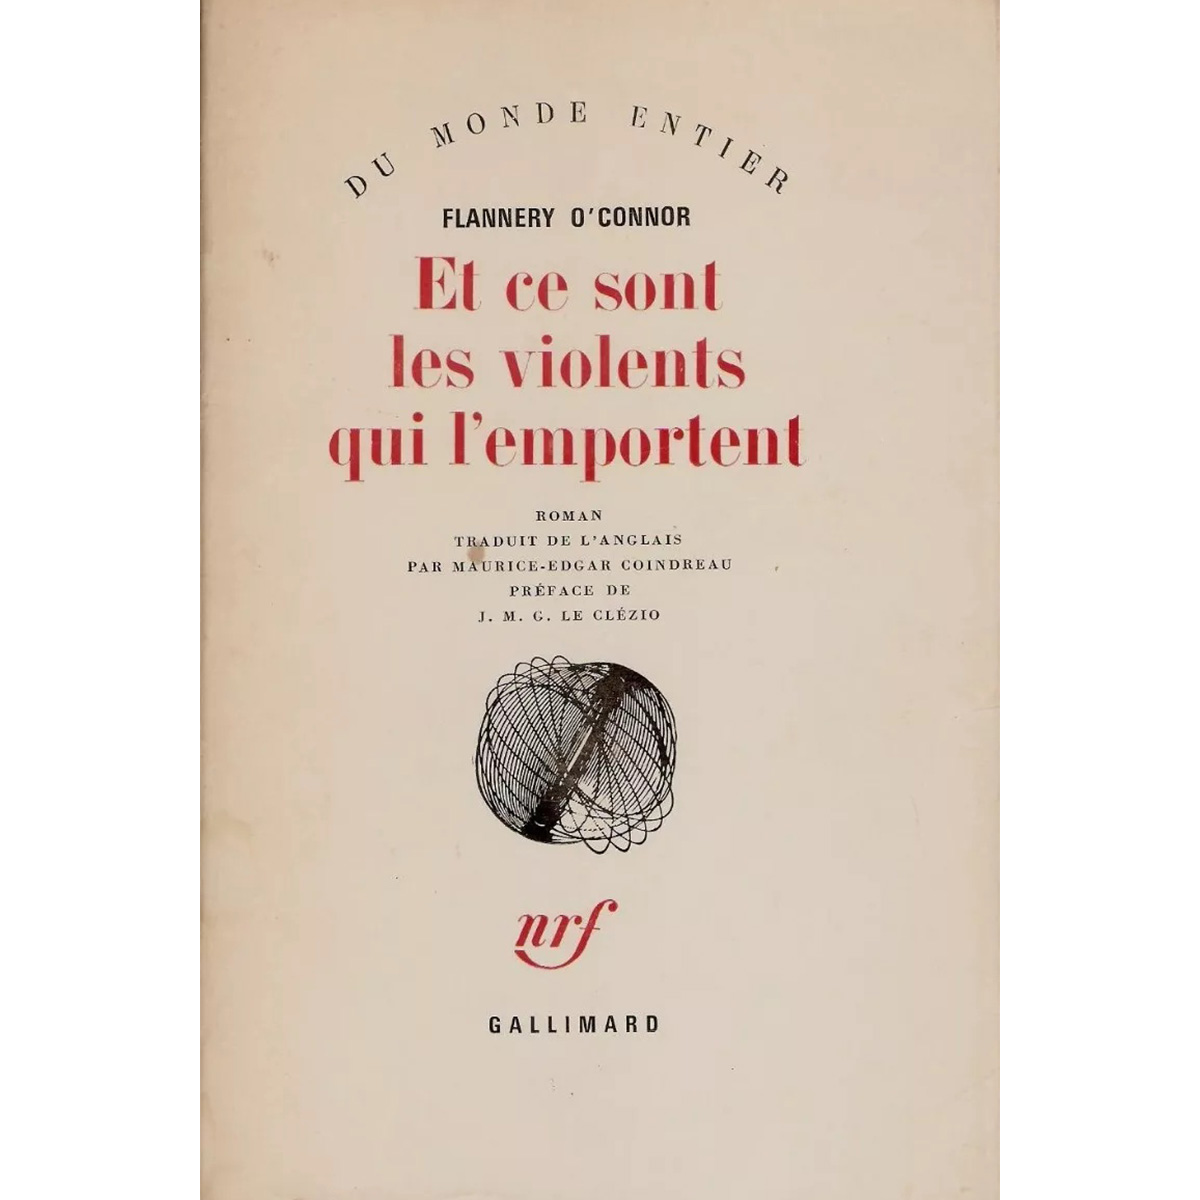 DU MONDE ENTIER
FLANNERY O'CONNOR
Et ce sont
les violents
qui l'emportent
ROMAN
TRADUIT DE L'ANGLAIS
PAR MAURICE-EDGAR COINDREAU
PRÉFACE DE
J. M. G. LE CLÉZIO
nrf
GALLIMARD